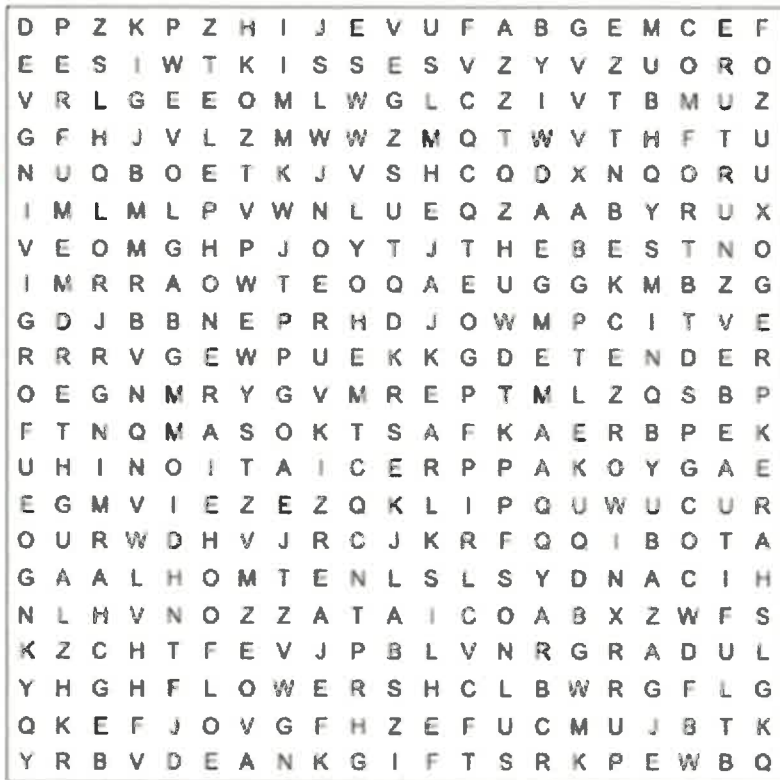 D P Z K P Z H I J E V U F A B G E M C E F
E E S I W T K I S S E S V Z Y V Z U O R O
V R L G E E O M L W G L C Z I V T B M U Z
G F H J V L Z M W W Z M Q T W V T H F T U
N U Q B O E T K J V S H C Q D X N Q O R U
I M L M L P V W N L U E Q Z A A B Y R U X
V E O M G H P J O Y T J T H E B E S T N O
I M R R A O W T E O Q A E U G G K M B Z G
G D J B B N E P R H D J O W M P C I T V E
R R R V G E W P U E K K G D E T E N D E R
O E G N M R Y G V M R E P T M L Z Q S B P
F T N Q M A S O K T S A F K A E R B P E K
U H I N O I T A I C E R P P A K O Y G A E
E G M V I E Z E Z Q K L I P Q U W U C U R
O U R W D H V J R C J K R F Q Q I B O T A
G A A L H O M T E N L S L S Y D N A C I H
N L H V N O Z Z A T A I C O A B X Z W F S
K Z C H T F E V J P B L V N R G R A D U L
Y H G H F L O W E R S H C L B W R G F L G
Q K E F J O V G F H Z E F U C M U J B T K
Y R B V D E A N K G I F T S R K P E W B Q